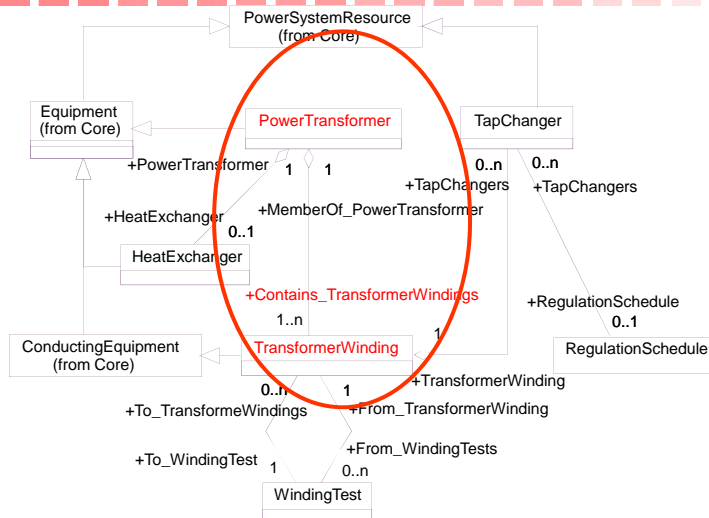 PowerSystemResource
(from Core)
Equipment
(from Core)
PowerTransformer
TapChanger
+PowerTransformer
1
1
0..n
0..n
+TapChangers
+TapChangers
+HeatExchanger
+MemberOf_PowerTransformer
0..1
HeatExchanger
+Contains_TransformerWindings
+RegulationSchedule
1..n
0..1
1
ConductingEquipment
(from Core)
TransformerWinding
RegulationSchedule
+TransformerWinding
0..n
1
+To_TransformeWindings
+From_TransformerWinding
+From_WindingTests
+To_WindingTest
1
0..n
WindingTest